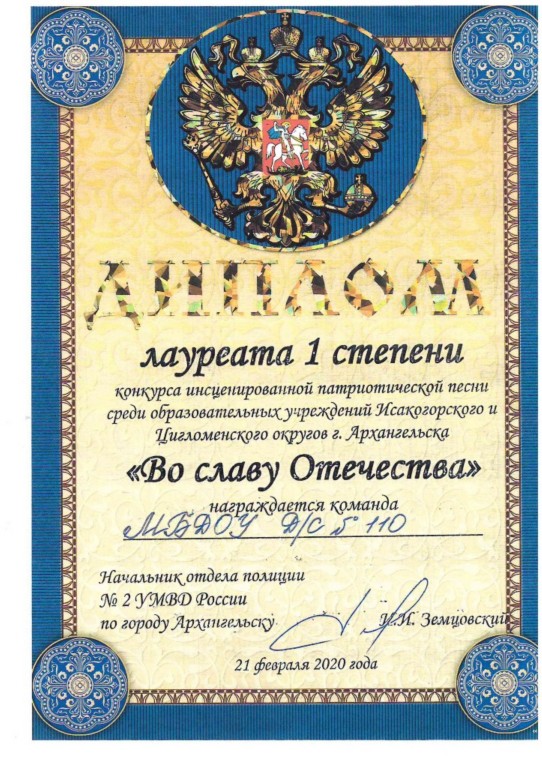 ДИПЛОМ
лауреата 1 степени
конкурса инсценированной патриотической песни
среди образовательных учреждений Исакогорского и
Цигломенского округов г. Архангельска
«Во славу Отечества»
награждается команда
МБДОУ Д/С № 110
Начальник отдела полиции
№ 2 УМВД России
по городу Архангельску
И.И. Земцовский
21 февраля 2020 года